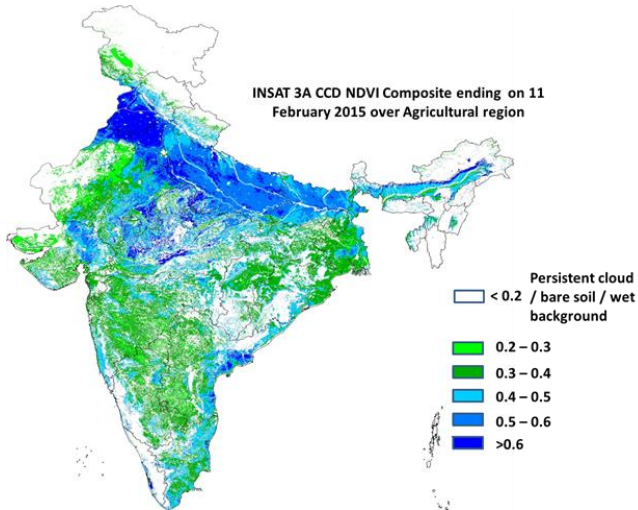 INSAT 3A CCD NDVI Composite ending on 11
February 2015 over Agricultural region
< 0.2
Persistent cloud
/ bare soil / wet
background
0.2 – 0.3
0.3 – 0.4
0.4 – 0.5
0.5 – 0.6
>0.6